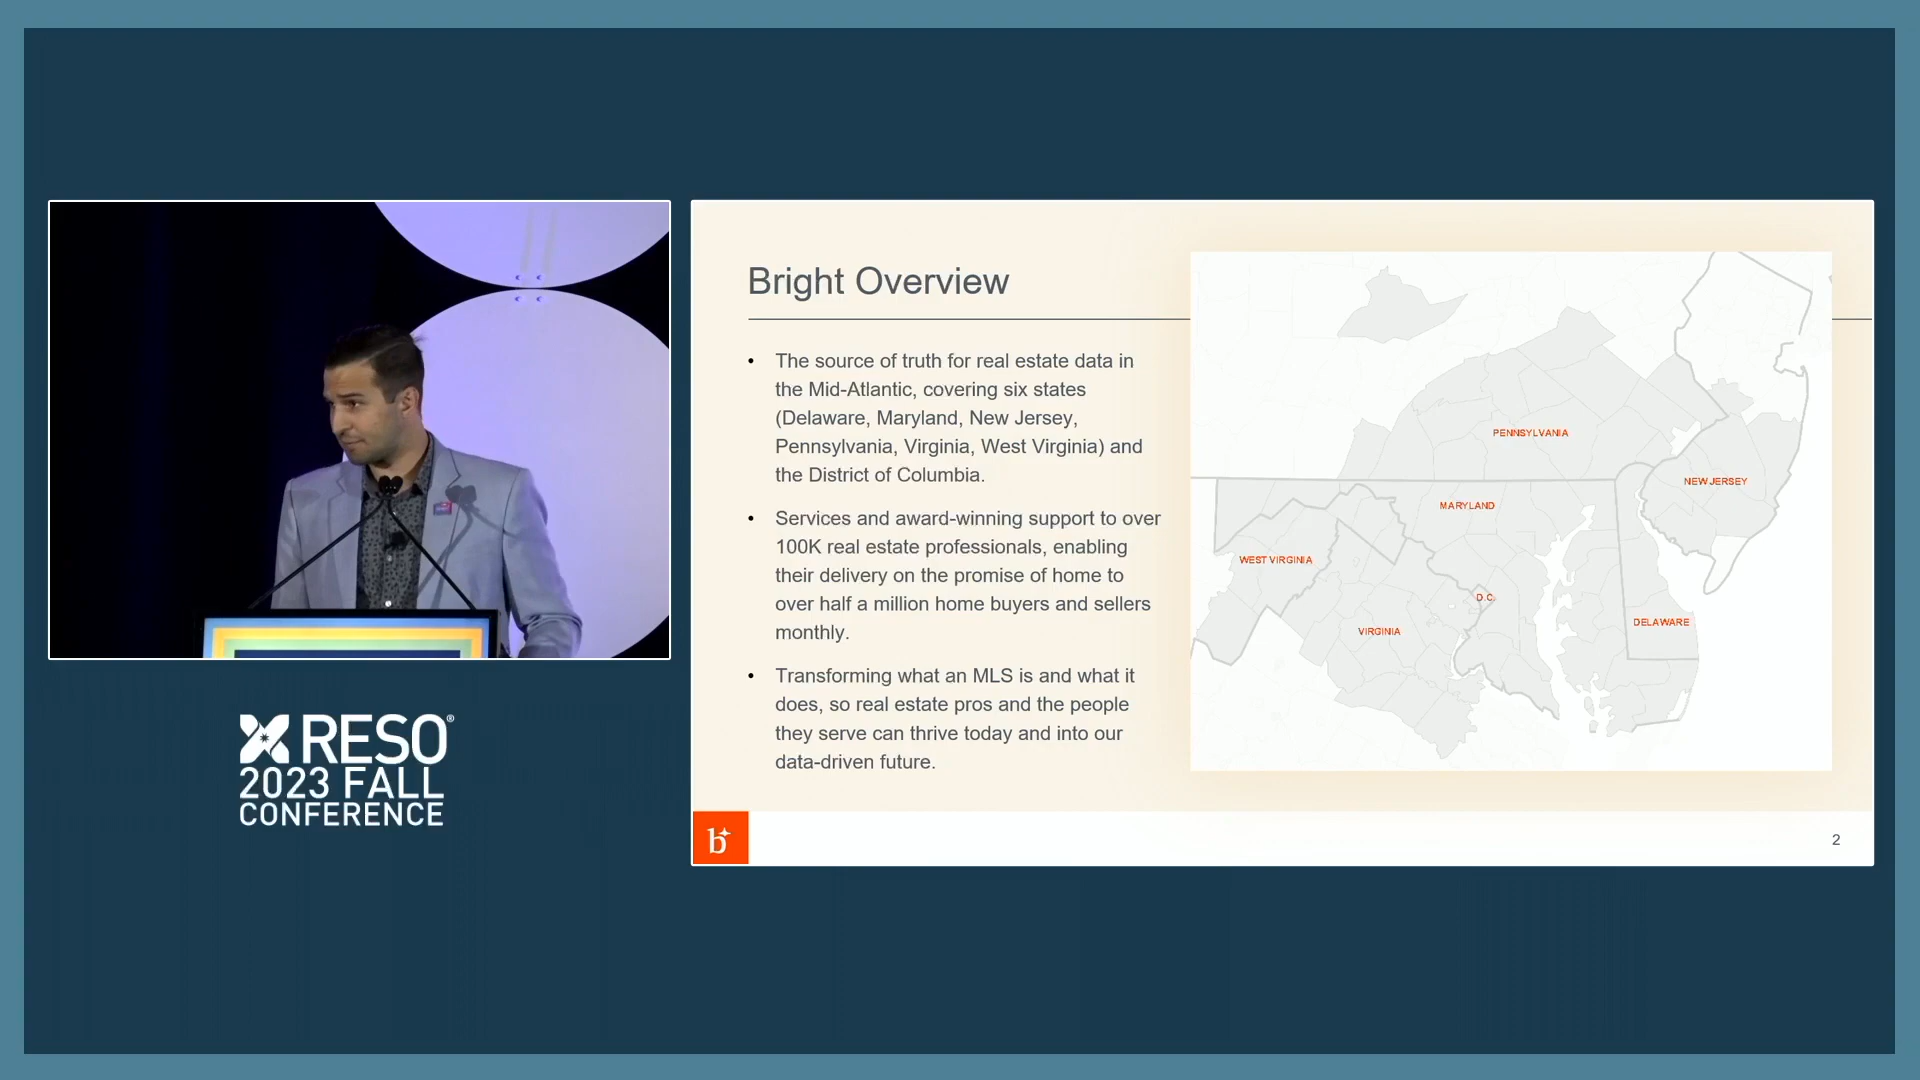 RESO®
2023 FALL
CONFERENCE
Bright Overview
• The source of truth for real estate data in
the Mid-Atlantic, covering six states
(Delaware, Maryland, New Jersey,
Pennsylvania, Virginia, West Virginia) and
the District of Columbia.
• Services and award-winning support to over
100K real estate professionals, enabling
their delivery on the promise of home to
over half a million home buyers and sellers
monthly.
• Transforming what an MLS is and what it
does, so real estate pros and the people
they serve can thrive today and into our
data-driven future.
PENNSYLVANIA
NEW JERSEY
MARYLAND
WEST VIRGINIA
D.C.
DELAWARE
VIRGINIA
b
2